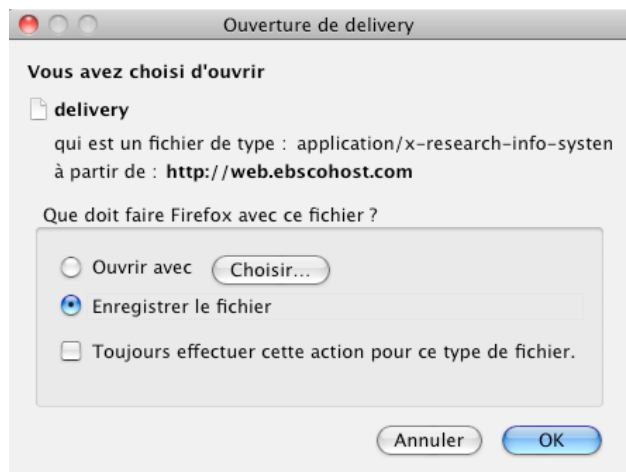 Ouverture de delivery
Vous avez choisi d'ouvrir
delivery
qui est un fichier de type : application/x-research-info-systen
à partir de : http://web.ebscohost.com
Que doit faire Firefox avec ce fichier ?
Ouvrir avec Choisir...
Enregistrer le fichier
Toujours effectuer cette action pour ce type de fichier.
Annuler OK